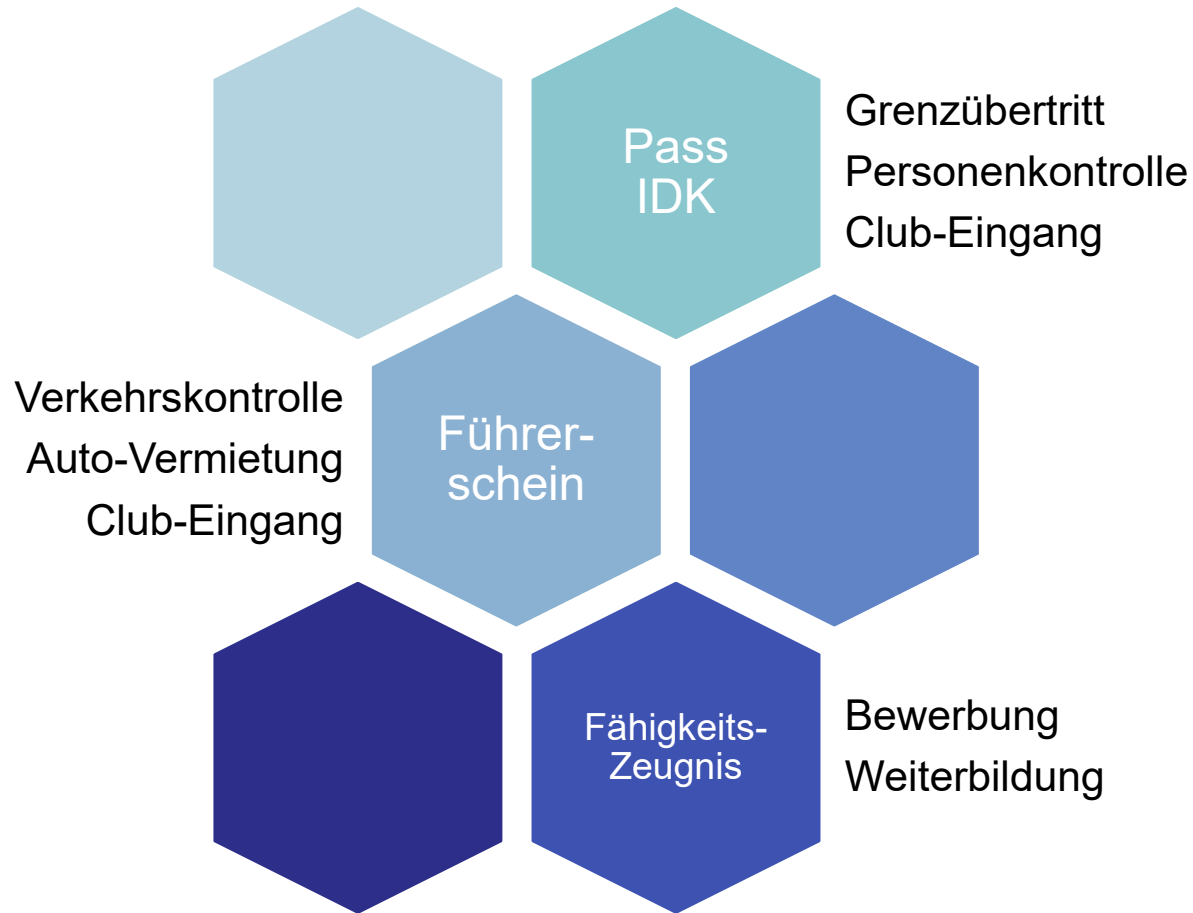 Pass
IDK
Grenzübertritt
Personenkontrolle
Club-Eingang
Verkehrskontrolle
Auto-Vermietung
Club-Eingang
Führer-
schein
Fähigkeits-
Zeugnis
Bewerbung
Weiterbildung